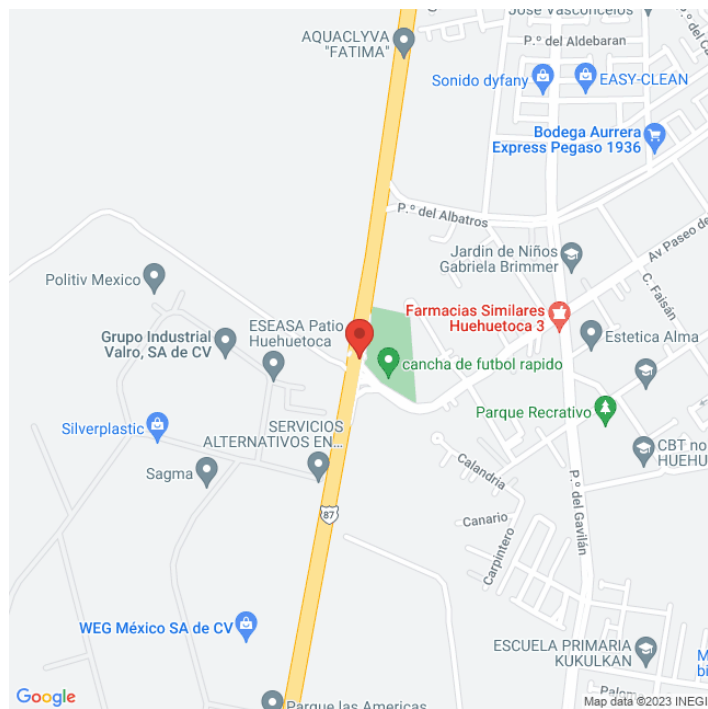 José Vasconcelos
P.º del Aldebaran
AQUACLYVA
"FATIMA"
Sonido dyfany
EASY-CLEAN
Bodega Aurrera
Express Pegaso 1936
P.º del Albatros
Jardin de Niños
Gabriela Brimmer
Av Paseo de
C. Faisán
Politiv Mexico
Farmacias Similares
Huehuetoca 3
Grupo Industrial
Valro, SA de CV
ESEASA Patio
Huehuetoca
Estetica Alma
cancha de futbol rapido
Parque Recrativo
Silverplastic
SERVICIOS
ALTERNATIVOS EN...
Sagma
CBT no
HUEHU
Calandria
P.º del Gavilán
87
Canario
Carpintero
WEG México SA de CV
ESCUELA PRIMARIA
KUKULKAN
M
bi
Paloma
Parque las Americas
Google
Map data ©2023 INEGI